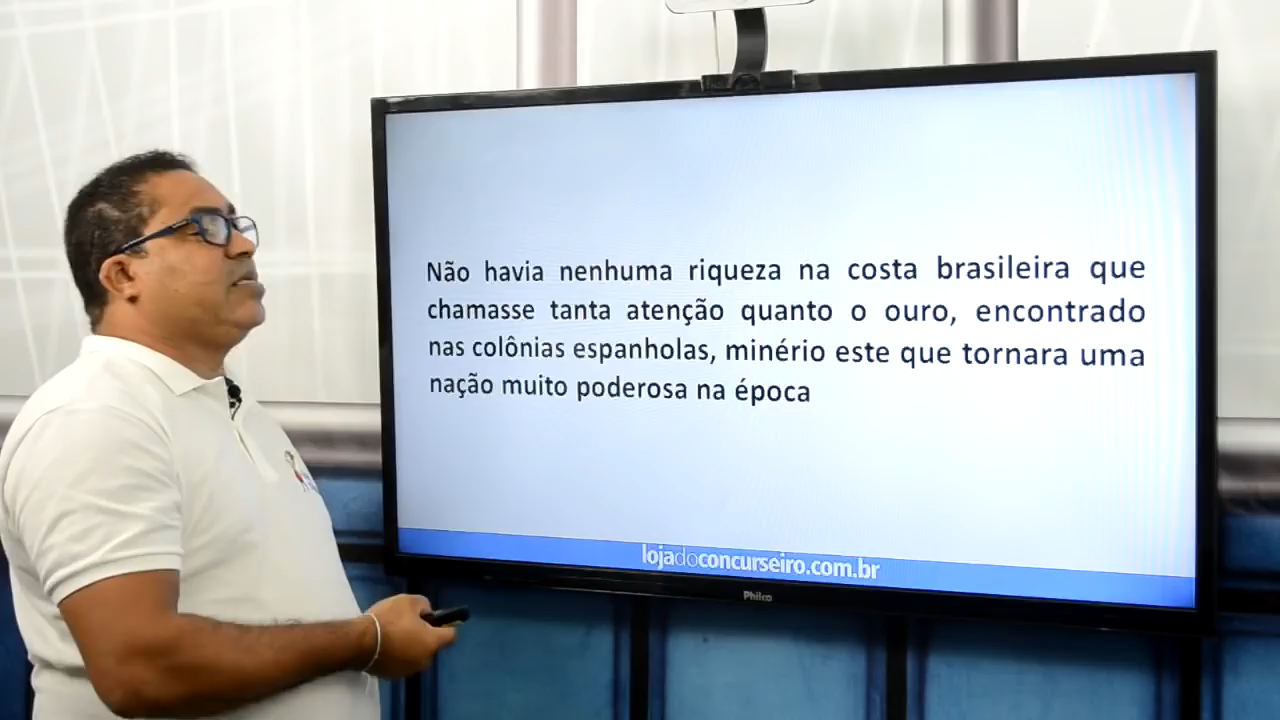 Não havia nenhuma riqueza na costa brasileira que
chamasse tanta atenção quanto o ouro, encontrado
nas colônias espanholas, minério este que tornara uma
nação muito poderosa na época
lojadoconcurseiro.com.br
Philco